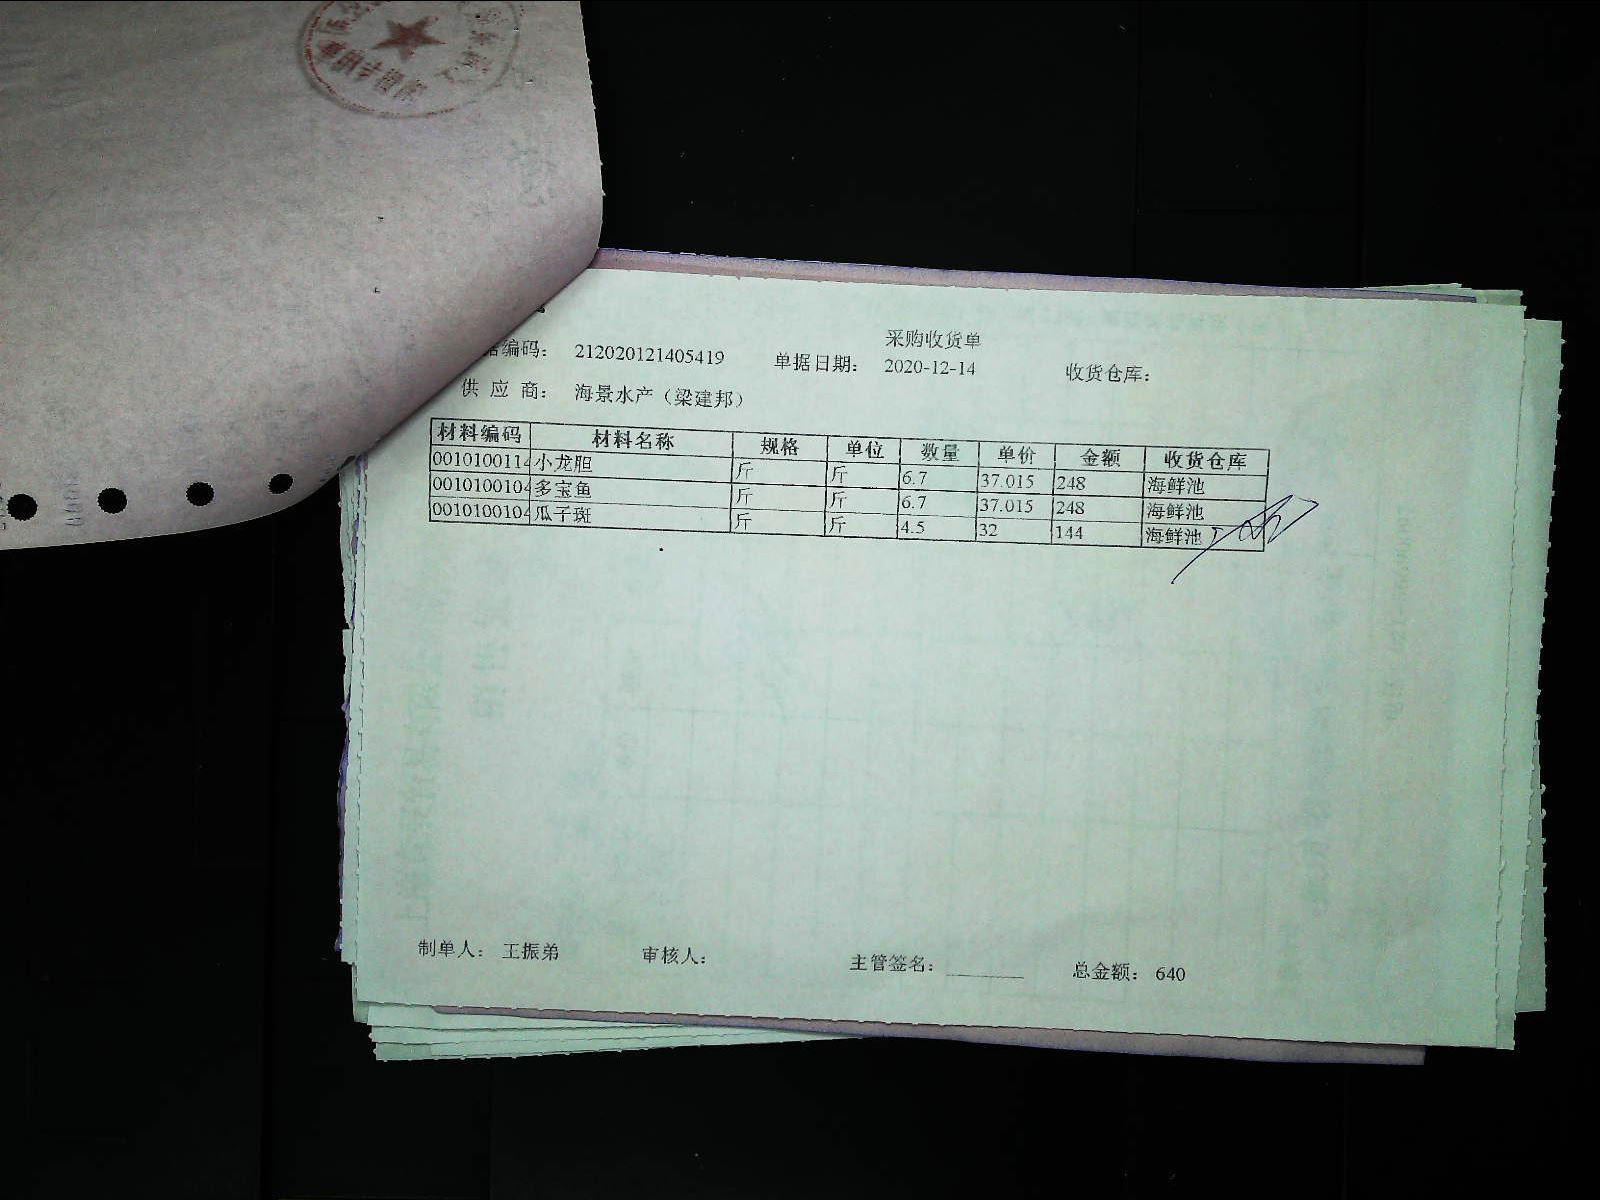 采购收货单
编码： 212020121405419 单据日期： 2020-12-14 收货仓库：
供 应 商： 海景水产（梁建邦）
材料编码 材料名称 规格 单位 数量 单价 金额 收货仓库
0010100114 小龙胆 斤 斤 6.7 37.015 248 海鲜池
0010100104 多宝鱼 斤 斤 6.7 37.015 248 海鲜池
0010100104 瓜子斑 斤 斤 4.5 32 144 海鲜池
制单人： 王振弟 审核人： 主管签名： 总金额： 640